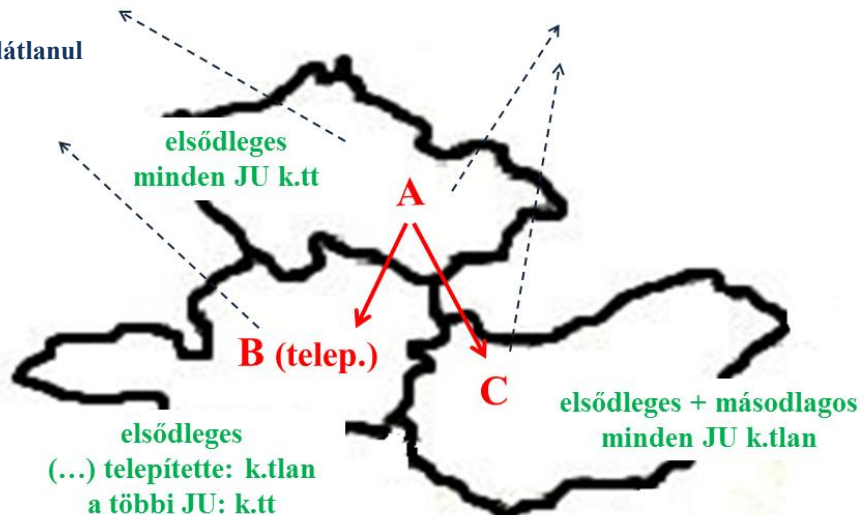 látlanul
elsődleges
minden JU k.tt
A
B (telep.)
C
elsődleges
(…) telepítette: k.tlan
a többi JU: k.tt
elsődleges + másodlagos
minden JU k.tlan